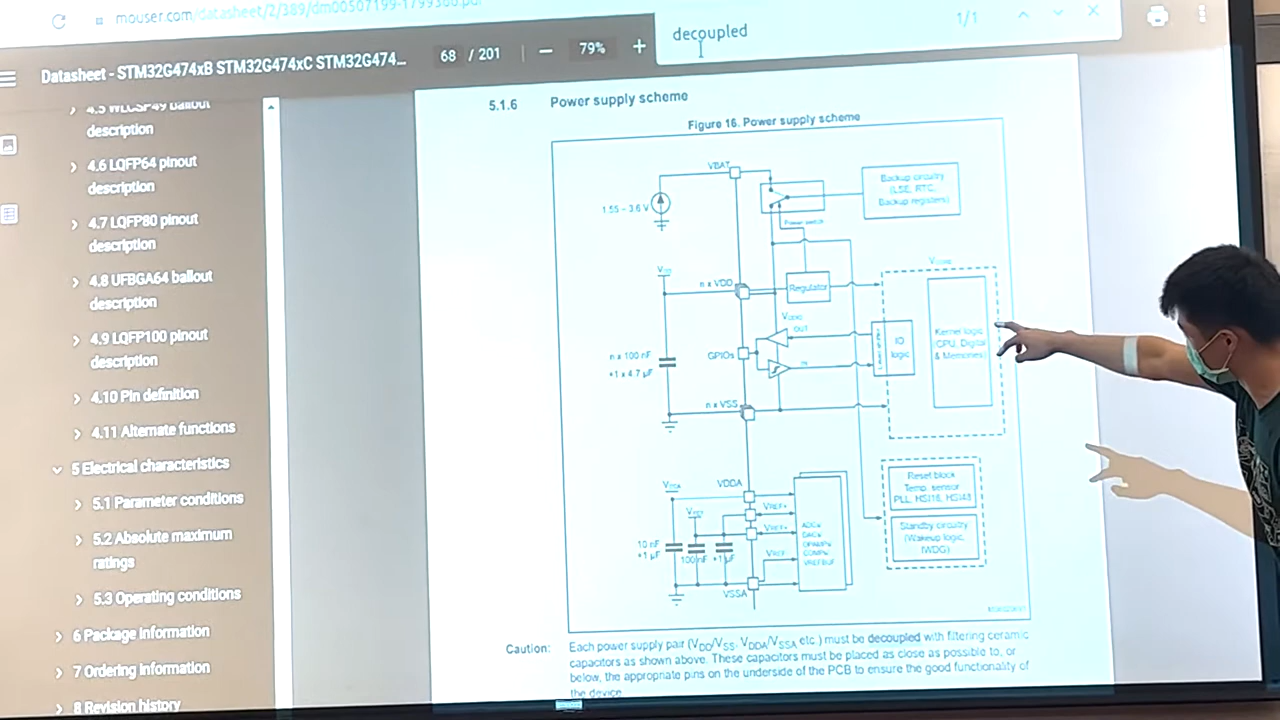 mouser.com/datasheet/2/389/dm00507199-1799300.pdf
decoupled
1/1
Datasheet - STM32G474xB STM32G474xC STM32G474...
68 / 201
79%
4.5 WLCSP49 ballout
description
4.6 LQFP64 pinout
description
4.7 LQFP80 pinout
description
4.8 UFBGA64 ballout
description
4.9 LQFP100 pinout
description
4.10 Pin definition
4.11 Alternate functions
5 Electrical characteristics
5.1 Parameter conditions
5.2 Absolute maximum
ratings
5.3 Operating conditions
6 Package information
7 Ordering information
8 Revision history
5.1.6 Power supply scheme
Figure 16. Power supply scheme
VBAT
1.55 – 3.6 V
Backup circuitry
(LSE, RTC,
Backup registers)
Power switch
VDD
n x VDD
Regulator
VCORE
VDDIO
OUT
GPIOs
IN
IO
logic
Kernel logic
(CPU, Digital
& Memories)
n x 100 nF
+1 x 4.7 µF
n x VSS
Reset block
Temp. sensor
PLL, HSI16, HSI48
Standby circuitry
(Wakeup logic,
IWDG)
VDDA
VDDA
VREF
VREF+
VREF+
VREF-
ADCs
DACs
OPAMPs
COMPs
VREFBUF
10 nF
+1 µF
100 nF
+1 µF
VSSA
Caution: Each power supply pair (VDD/VSS, VDDA/VSSA etc.) must be decoupled with filtering ceramic
capacitors as shown above. These capacitors must be placed as close as possible to, or
below, the appropriate pins on the underside of the PCB to ensure the good functionality of
the device